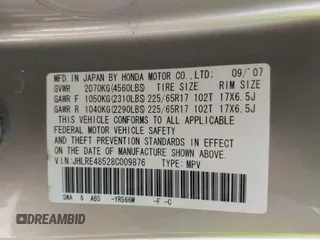 MFD. IN JAPAN BY HONDA MOTOR CO.,LTD; 09/'07
GVWR 2070KG(4560LBS) TIRE SIZE RIM SIZE
GAWR F 1050KG(2310LBS) 225/65R17 102T 17X6.5J
GAWR R 1040KG(2290LBS) 225/65R17 102T 17X6.5J
THIS VEHICLE CONFORMS TO ALL APPLICABLE
FEDERAL MOTOR VEHICLE SAFETY AND THEFT
PREVENTION STANDARDS IN EFFECT ON THE DATE
OF MANUFACTURE SHOWN ABOVE.
V.I.N: JHLRE48528C009876 TYPE: MPV
SWA B AB5 -YR566M -F -C
DREAMBID